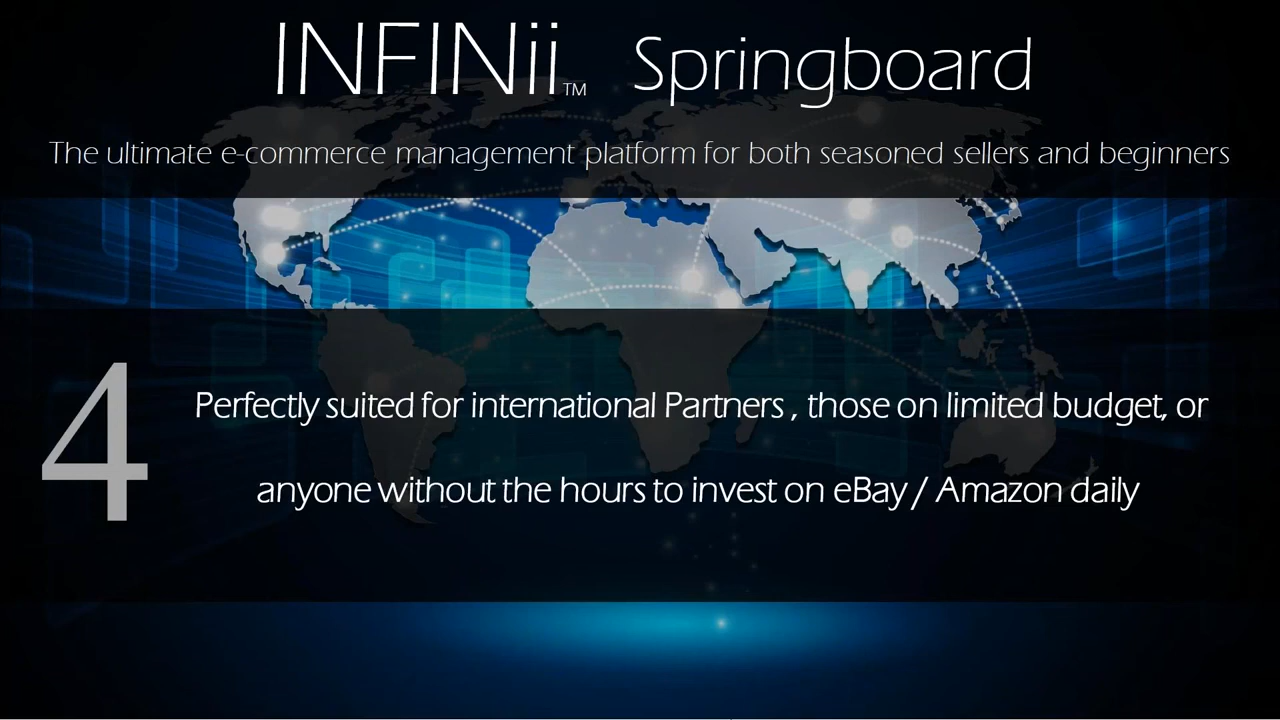 INFINii™ Springboard
The ultimate e-commerce management platform for both seasoned sellers and beginners
4
Perfectly suited for international Partners , those on limited budget, or
anyone without the hours to invest on eBay / Amazon daily